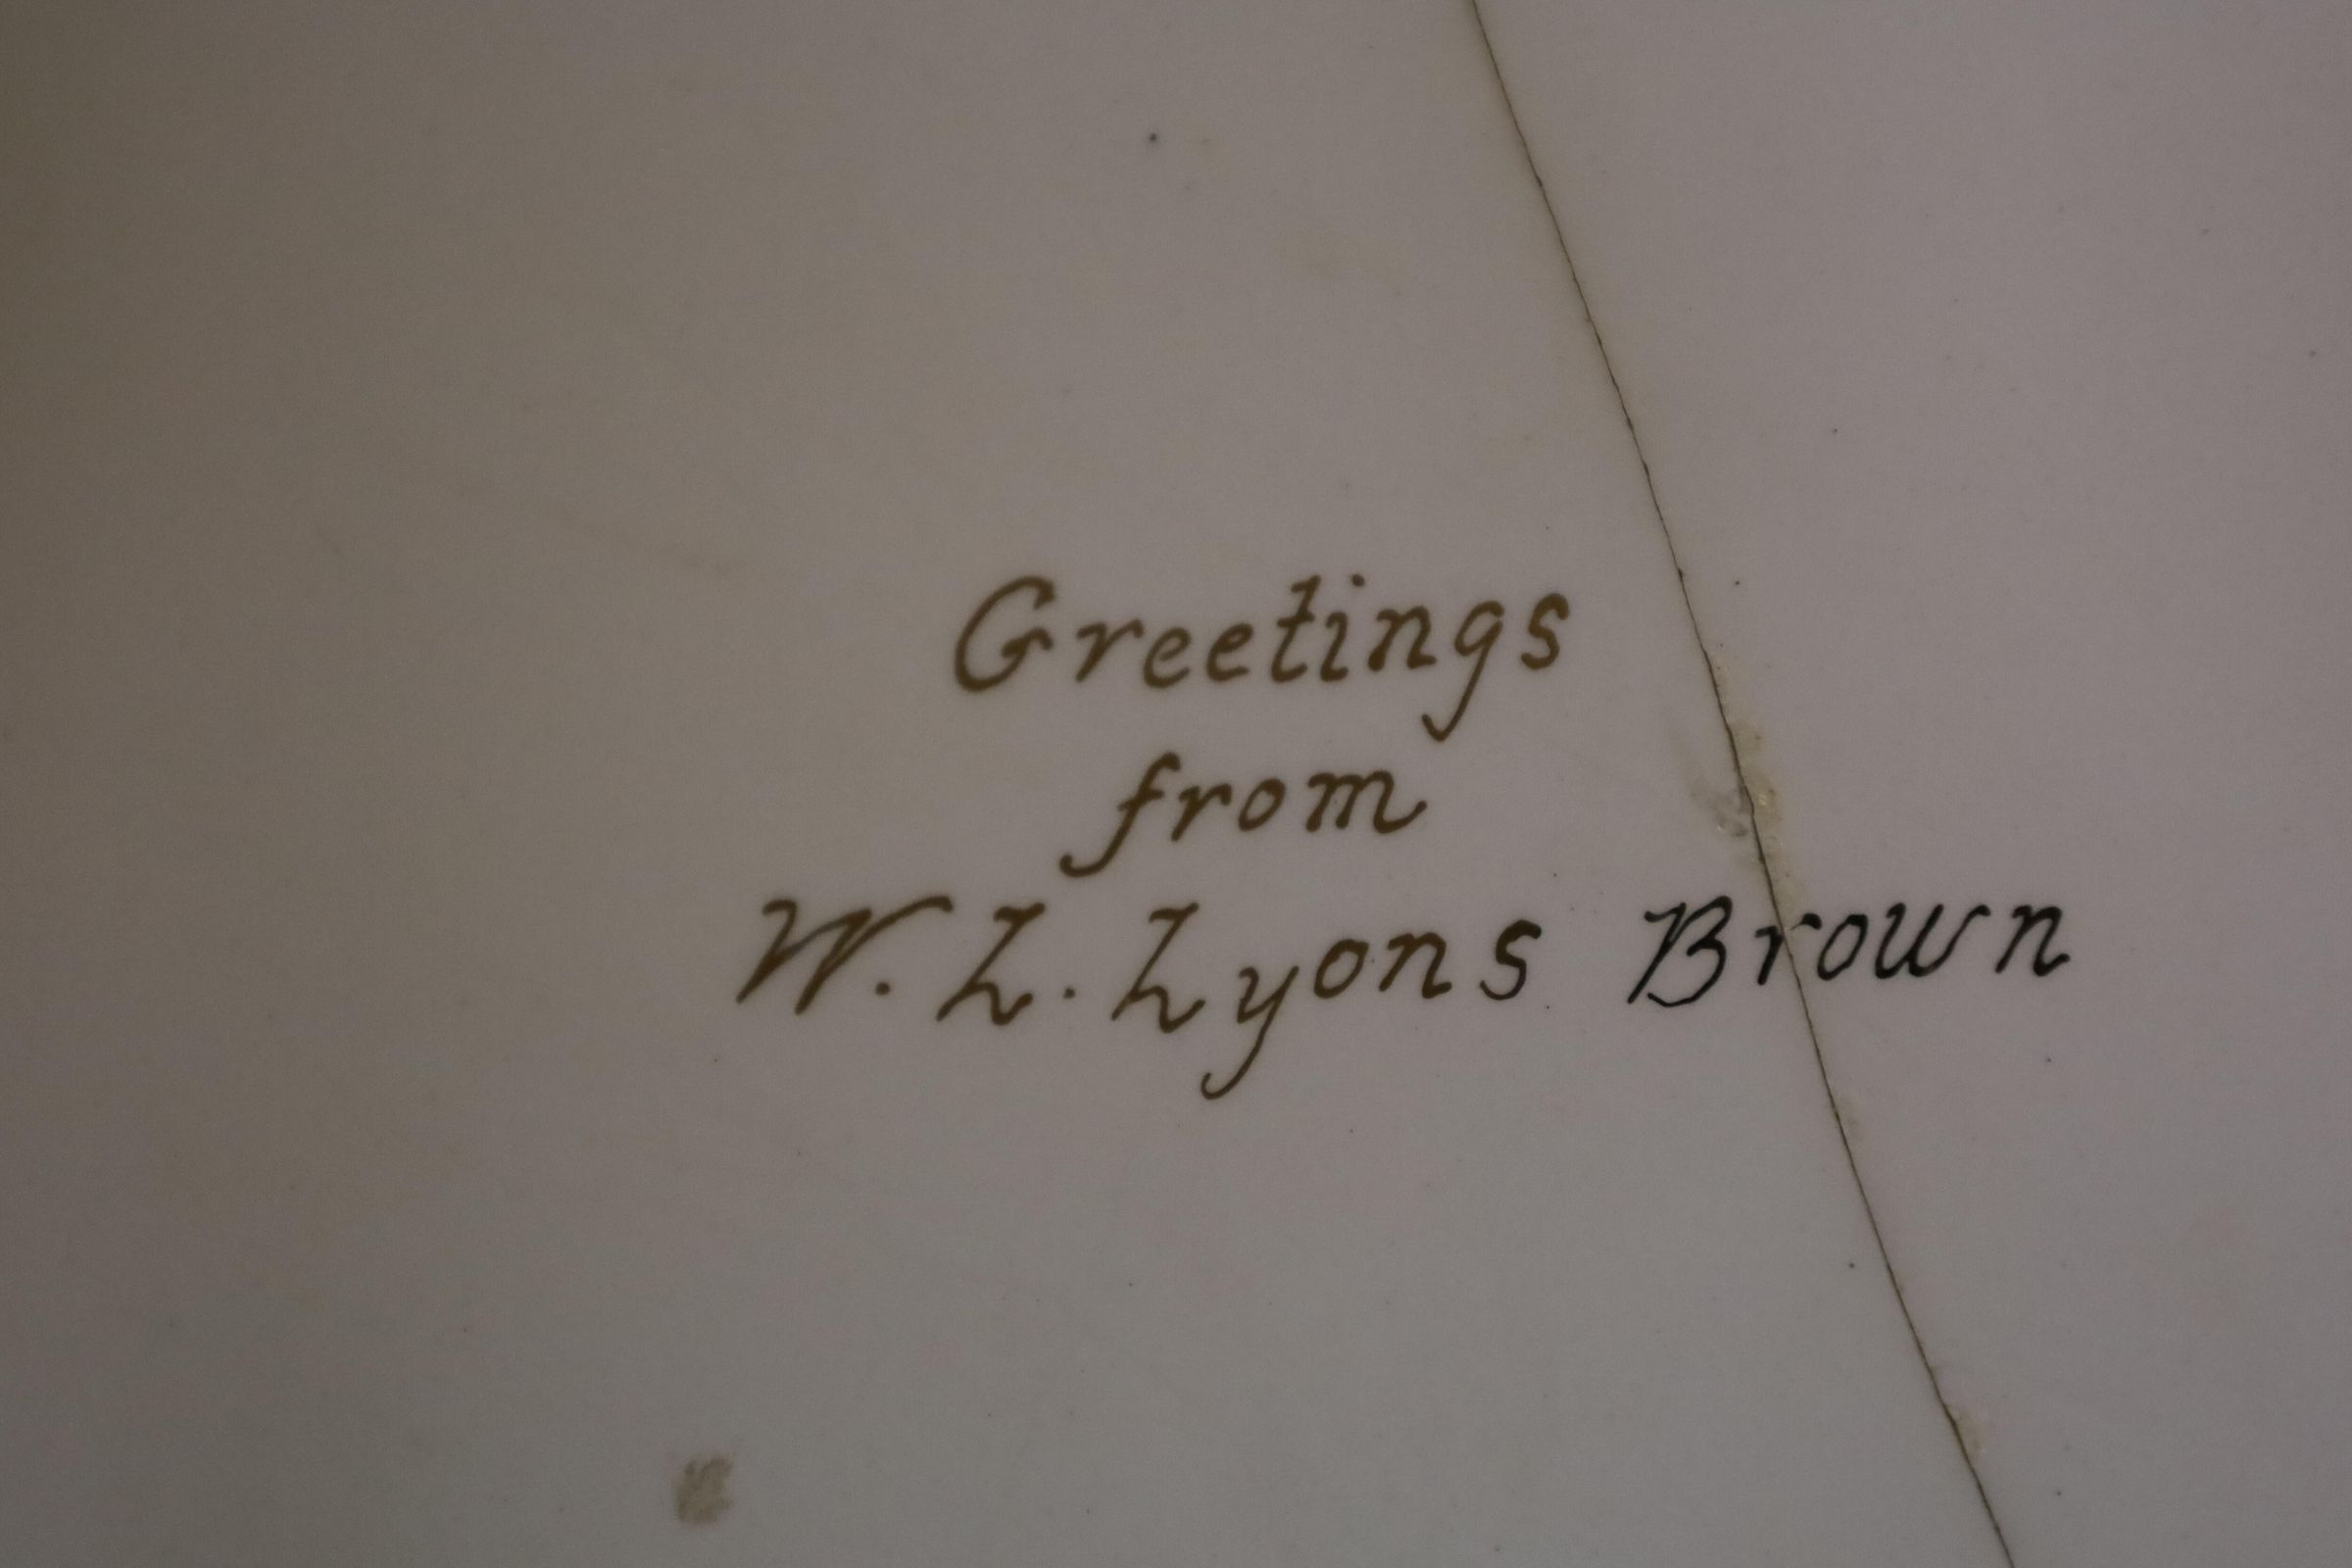 Greetings
from
W. L. Lyons Brown